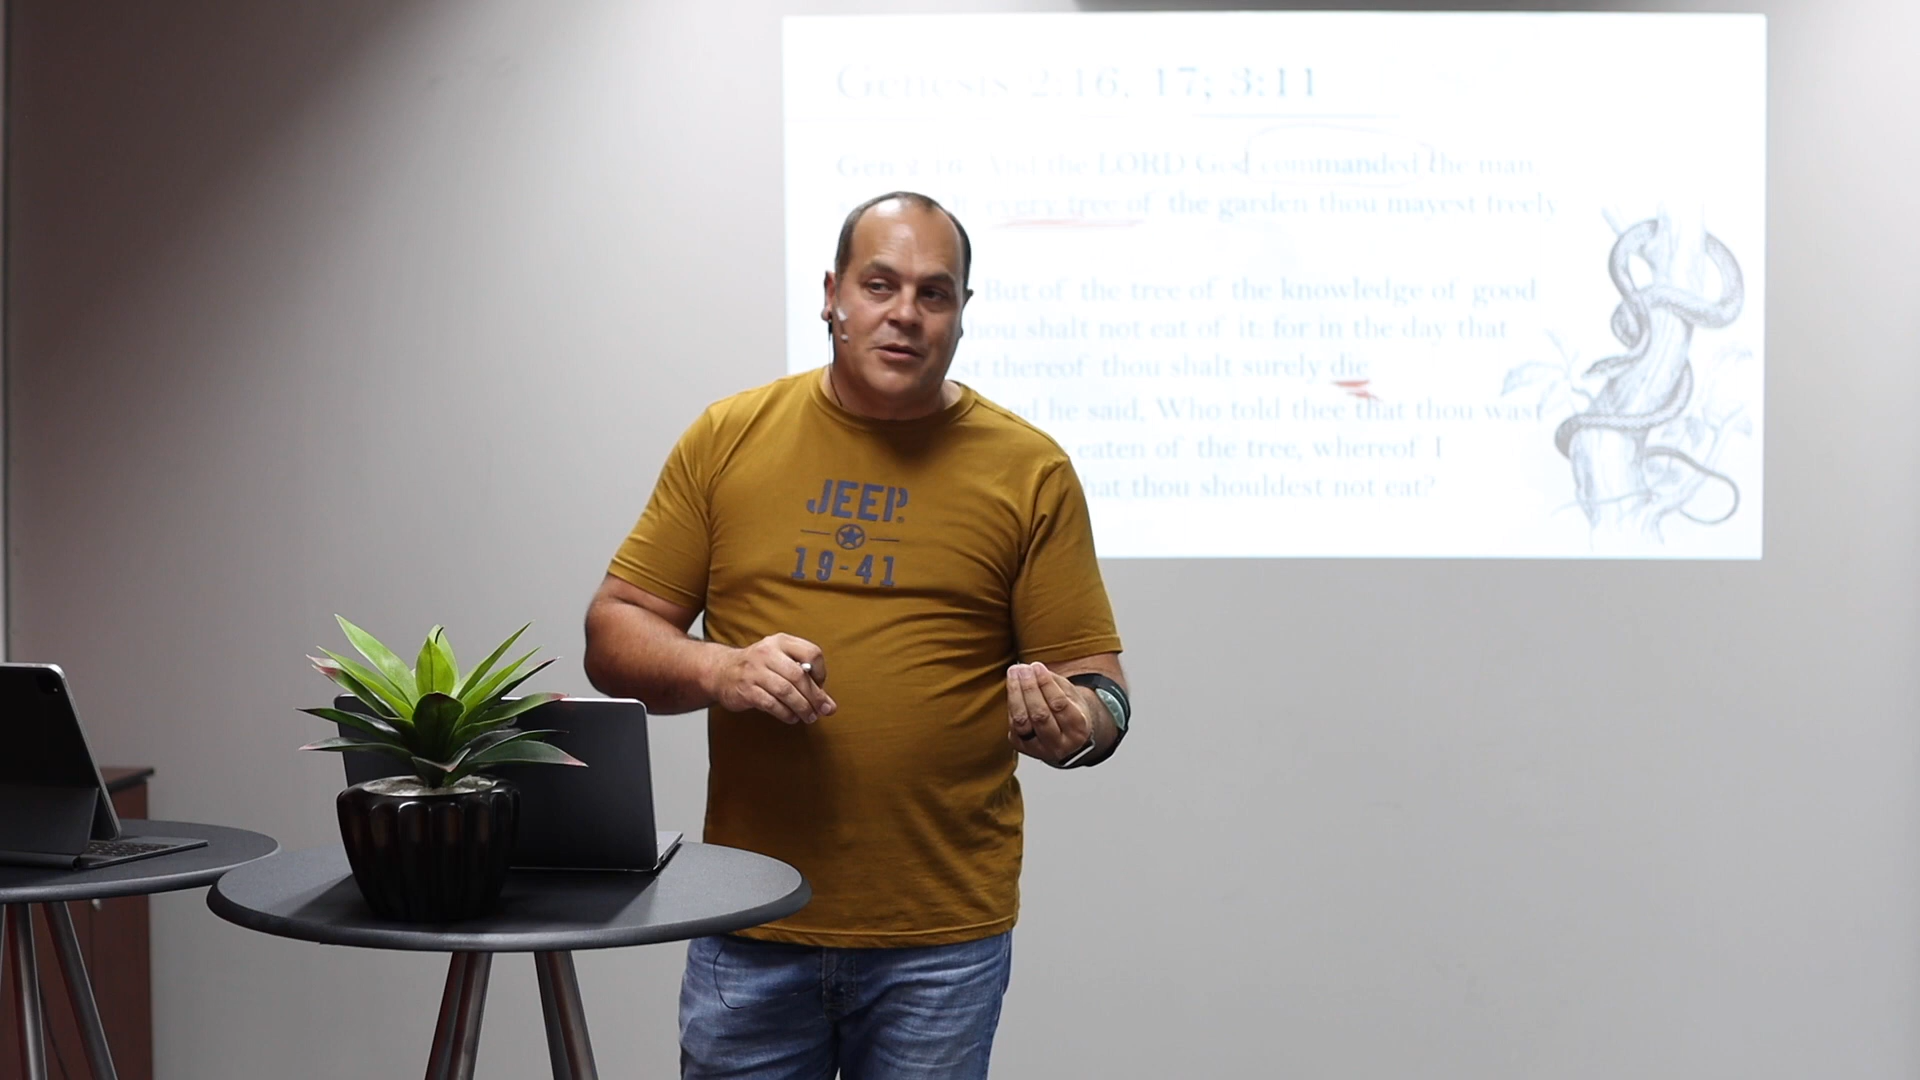 Genesis 2:16, 17; 3:11
Gen 2:16 And the LORD God commanded the man,
every tree of the garden thou mayest freely
But of the tree of the knowledge of good
thou shalt not eat of it: for in the day that
thereof thou shalt surely die
he said, Who told thee that thou wast
eaten of the tree, whereof I
that thou shouldest not eat?
JEEP
19-41